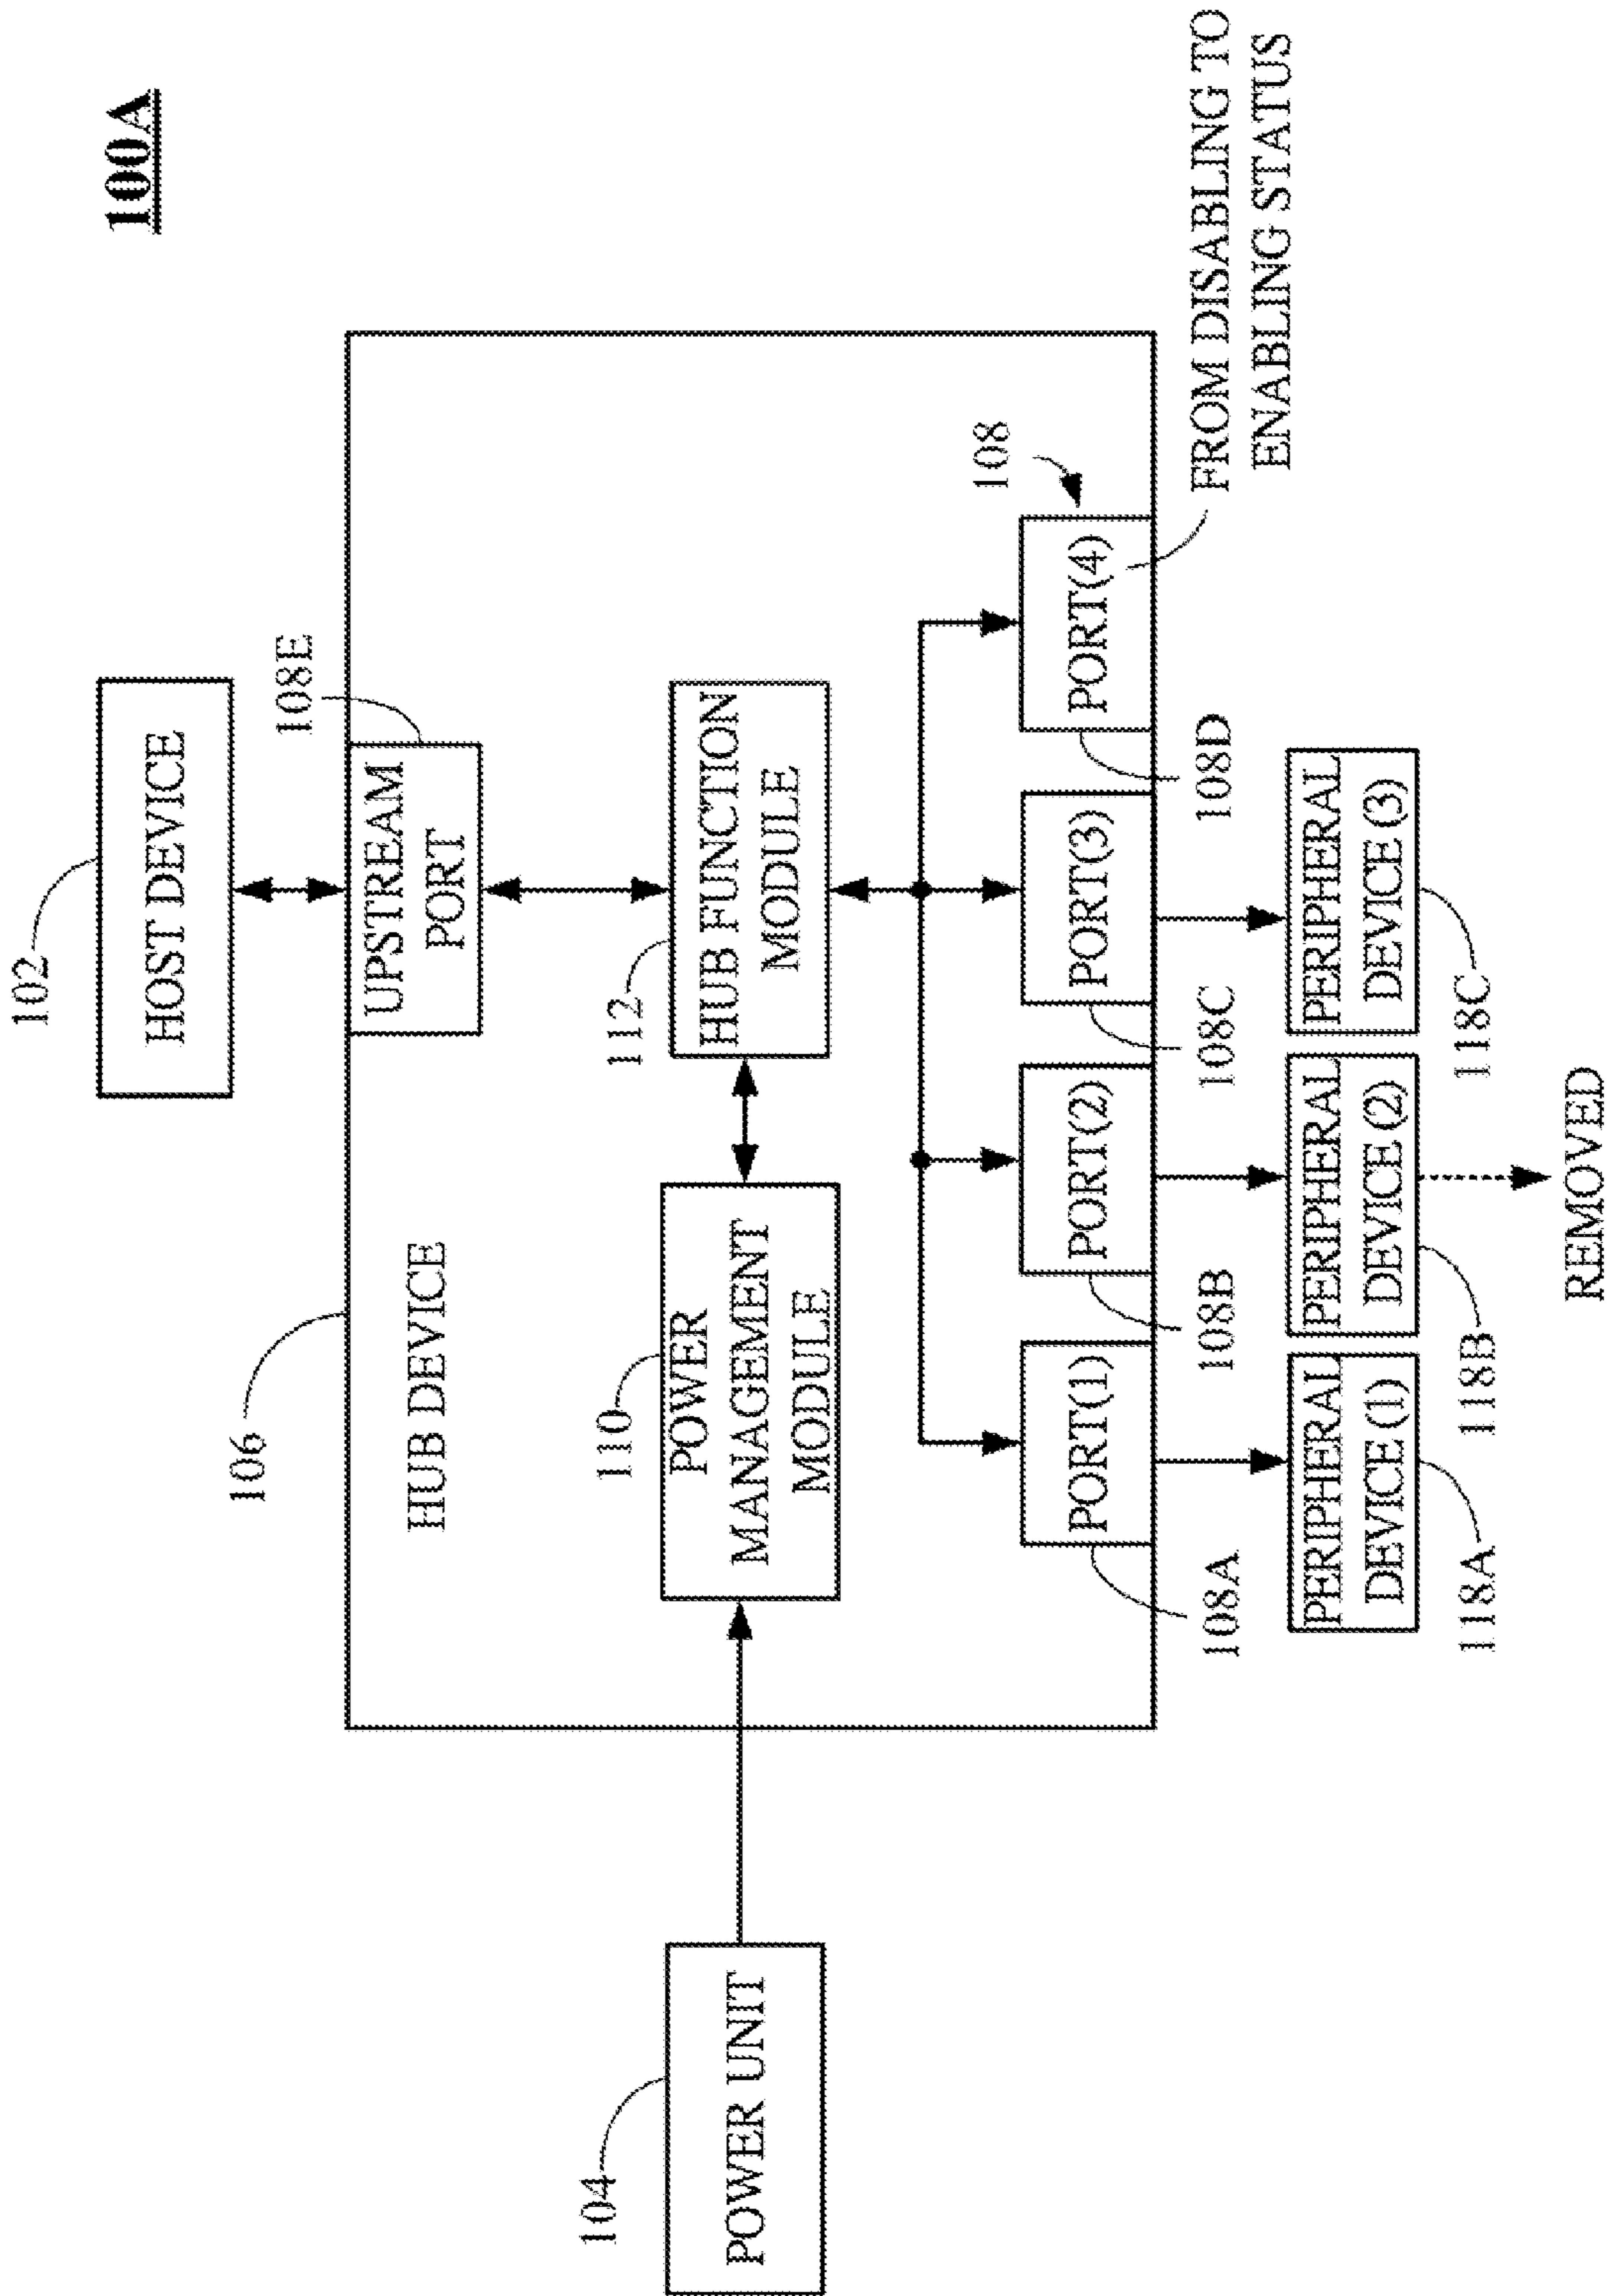 100A
102
HOST DEVICE
108E
UPSTREAM
PORT
106
HUB DEVICE
112
HUB FUNCTION
MODULE
110
POWER
MANAGEMENT
MODULE
104
POWER UNIT
108
PORT(1)
PORT(2)
PORT(3)
PORT(4)
108A
108B
108C
108D
FROM DISABLING TO
ENABLING STATUS
PERIPHERAL
DEVICE (1)
PERIPHERAL
DEVICE (2)
PERIPHERAL
DEVICE (3)
118A
118B
118C
REMOVED